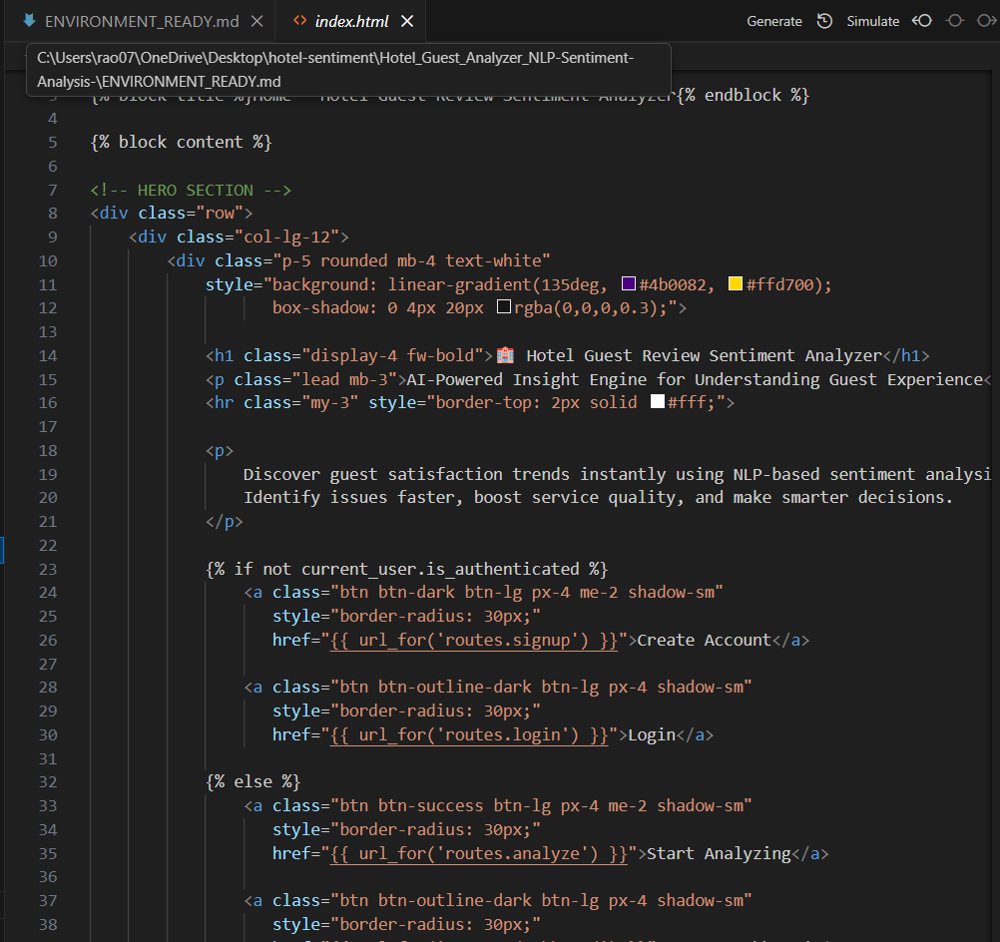 ENVIRONMENT_READY.md index.html Generate Simulate
C:\Users\rao07\OneDrive\Desktop\hotel-sentiment\Hotel_Guest_Analyzer_NLP-Sentiment-
Analysis-\ENVIRONMENT_READY.md
{% endblock %}
4
5 {% block content %}
6
7 <!-- HERO SECTION -->
8 <div class="row">
9 <div class="col-lg-12">
10 <div class="p-5 rounded mb-4 text-white"
11 style="background: linear-gradient(135deg, #4b0082, #ffd700);
12 box-shadow: 0 4px 20px rgba(0,0,0,0.3);">
13
14 <h1 class="display-4 fw-bold">🏨 Hotel Guest Review Sentiment Analyzer</h1>
15 <p class="lead mb-3">AI-Powered Insight Engine for Understanding Guest Experience<
16 <hr class="my-3" style="border-top: 2px solid #fff;">
17
18 <p>
19 Discover guest satisfaction trends instantly using NLP-based sentiment analysi
20 Identify issues faster, boost service quality, and make smarter decisions.
21 </p>
22
23 {% if not current_user.is_authenticated %}
24 <a class="btn btn-dark btn-lg px-4 me-2 shadow-sm"
25 style="border-radius: 30px;"
26 href="{{ url_for('routes.signup') }}">Create Account</a>
27
28 <a class="btn btn-outline-dark btn-lg px-4 shadow-sm"
29 style="border-radius: 30px;"
30 href="{{ url_for('routes.login') }}">Login</a>
31
32 {% else %}
33 <a class="btn btn-success btn-lg px-4 me-2 shadow-sm"
34 style="border-radius: 30px;"
35 href="{{ url_for('routes.analyze') }}">Start Analyzing</a>
36
37 <a class="btn btn-outline-dark btn-lg px-4 shadow-sm"
38 style="border-radius: 30px;"